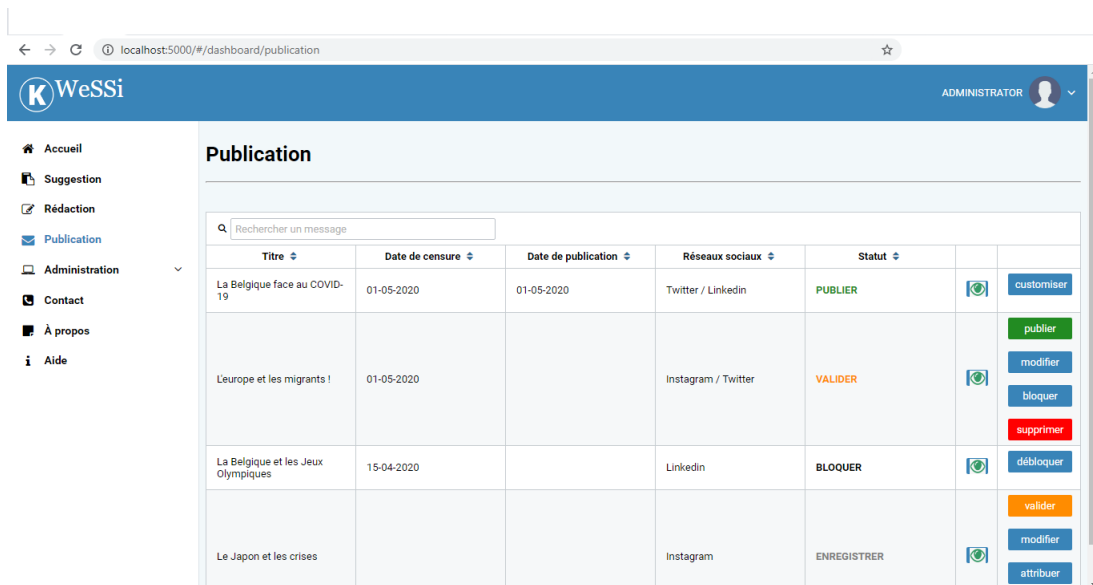 localhost:5000/#/dashboard/publication
K WeSSi
ADMINISTRATOR
Accueil
Suggestion
Rédaction
Publication
Administration
Contact
À propos
Aide
Publication
Rechercher un message
Titre Date de censure Date de publication Réseaux sociaux Statut
La Belgique face au COVID-
19
01-05-2020 01-05-2020 Twitter / Linkedin PUBLIER customiser
L'europe et les migrants ! 01-05-2020 Instagram / Twitter VALIDER
publier
modifier
bloquer
supprimer
La Belgique et les Jeux
Olympiques
15-04-2020 Linkedin BLOQUER débloquer
Le Japon et les crises Instagram ENREGISTRER
valider
modifier
attribuer